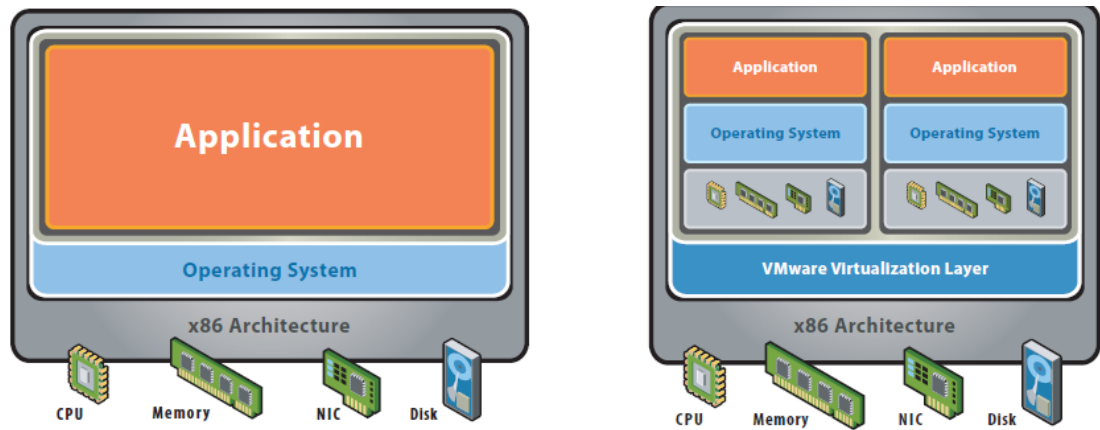 Application
Operating System
x86 Architecture
CPU
Memory
NIC
Disk
Application
Application
Operating System
Operating System
VMware Virtualization Layer
x86 Architecture
CPU
Memory
NIC
Disk